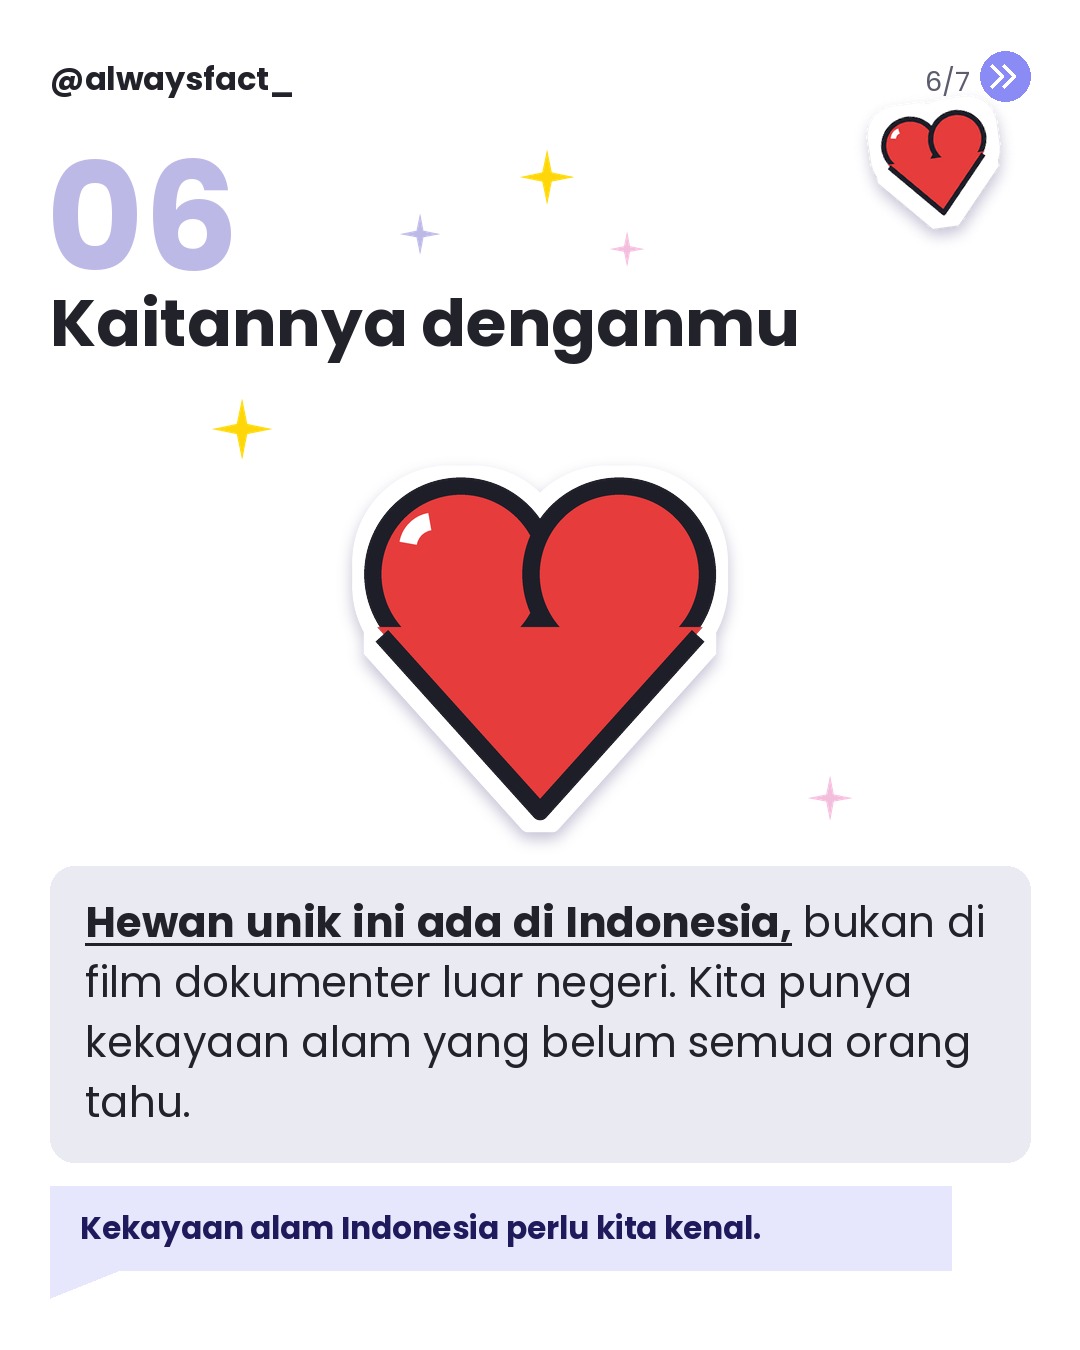 @alwaysfact_
6/7
06
Kaitannya denganmu
Hewan unik ini ada di Indonesia, bukan di
film dokumenter luar negeri. Kita punya
kekayaan alam yang belum semua orang
tahu.
Kekayaan alam Indonesia perlu kita kenal.